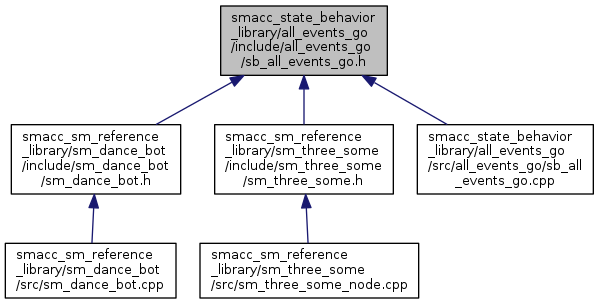 smacc_state_behavior
_library/all_events_go
/include/all_events_go
/sb_all_events_go.h
smacc_sm_reference
_library/sm_dance_bot
/include/sm_dance_bot
/sm_dance_bot.h
smacc_sm_reference
_library/sm_three_some
/include/sm_three_some
/sm_three_some.h
smacc_state_behavior
_library/all_events_go
/src/all_events_go/sb_all
_events_go.cpp
smacc_sm_reference
_library/sm_dance_bot
/src/sm_dance_bot.cpp
smacc_sm_reference
_library/sm_three_some
/src/sm_three_some_node.cpp